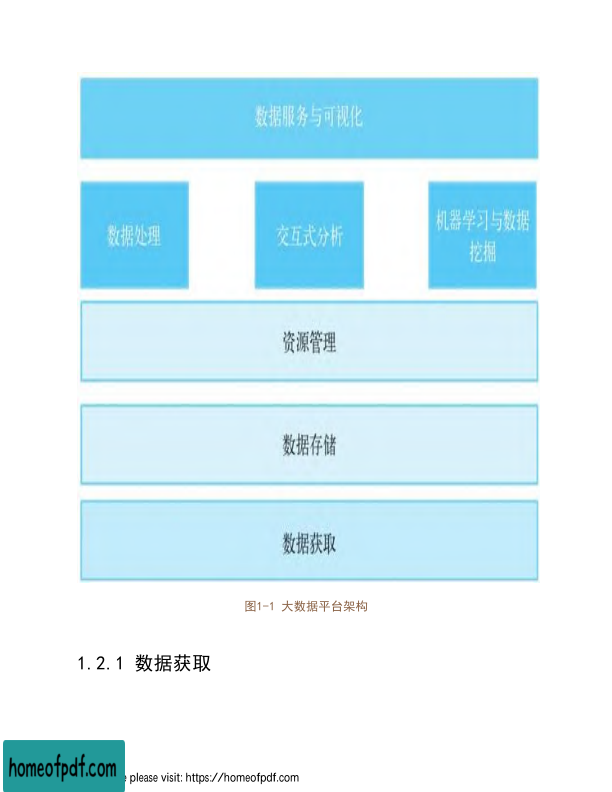 数据服务与可视化
数据处理
交互式分析
机器学习与数据
挖掘
资源管理
数据存储
数据获取
图1-1 大数据平台架构
1.2.1 数据获取
homeofpdf.com
e please visit: https://homeofpdf.com